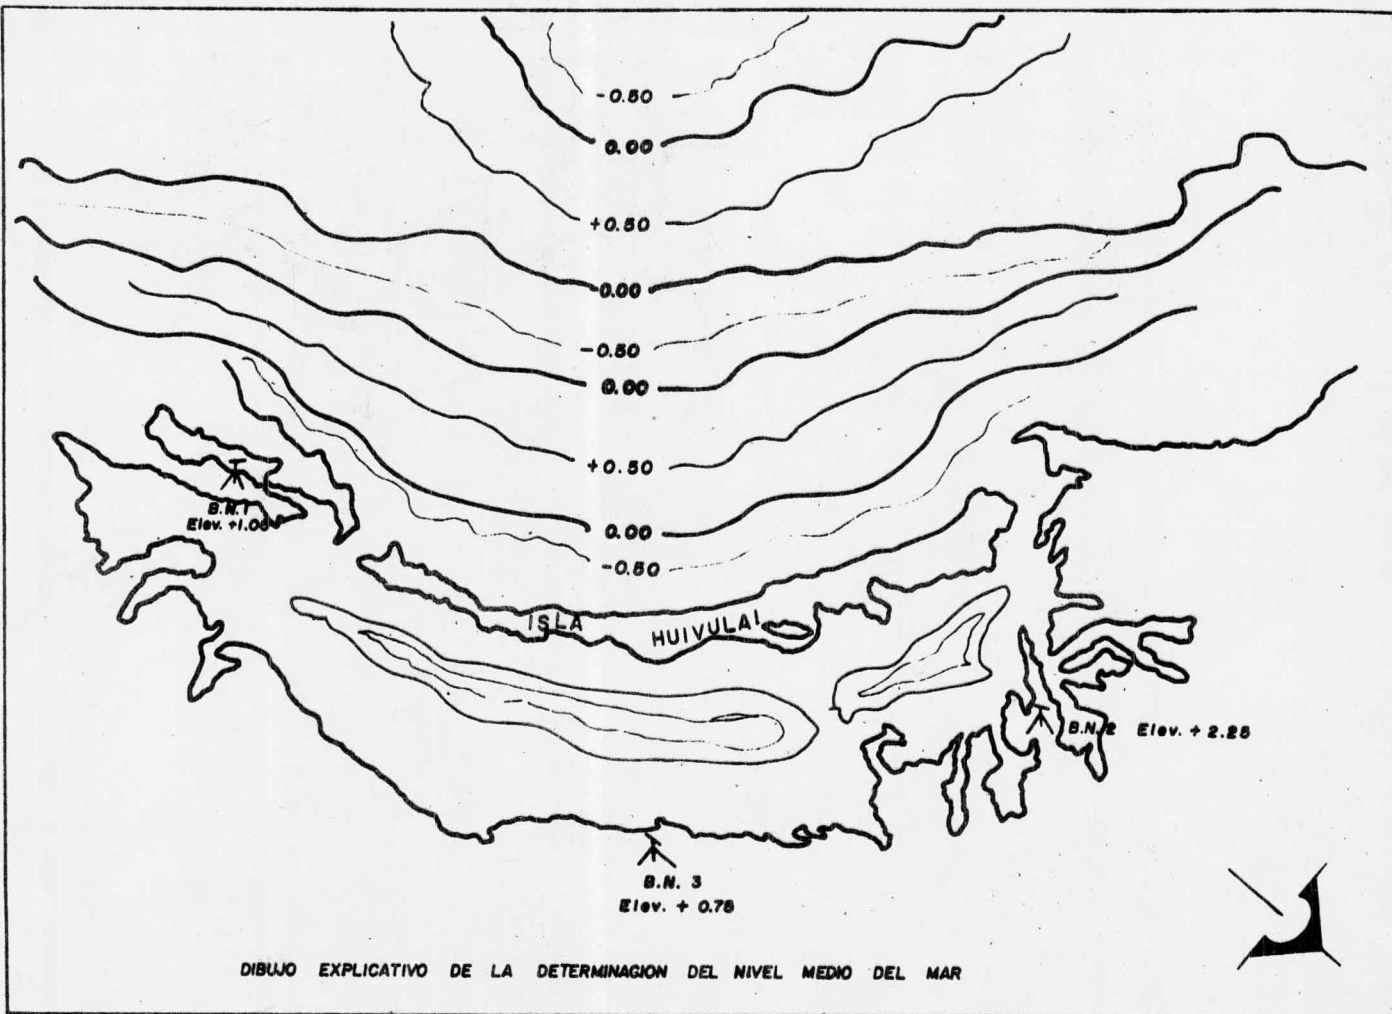 -0.50
0.00
+0.50
0.00
-0.50
0.00
+0.50
0.00
-0.50
B.N.1
Elev. +1.06
ISLA HUIVULAI
B.N. 2 Elev. + 2.28
B.N. 3
Elev. + 0.78
DIBUJO EXPLICATIVO DE LA DETERMINACION DEL NIVEL MEDIO DEL MAR